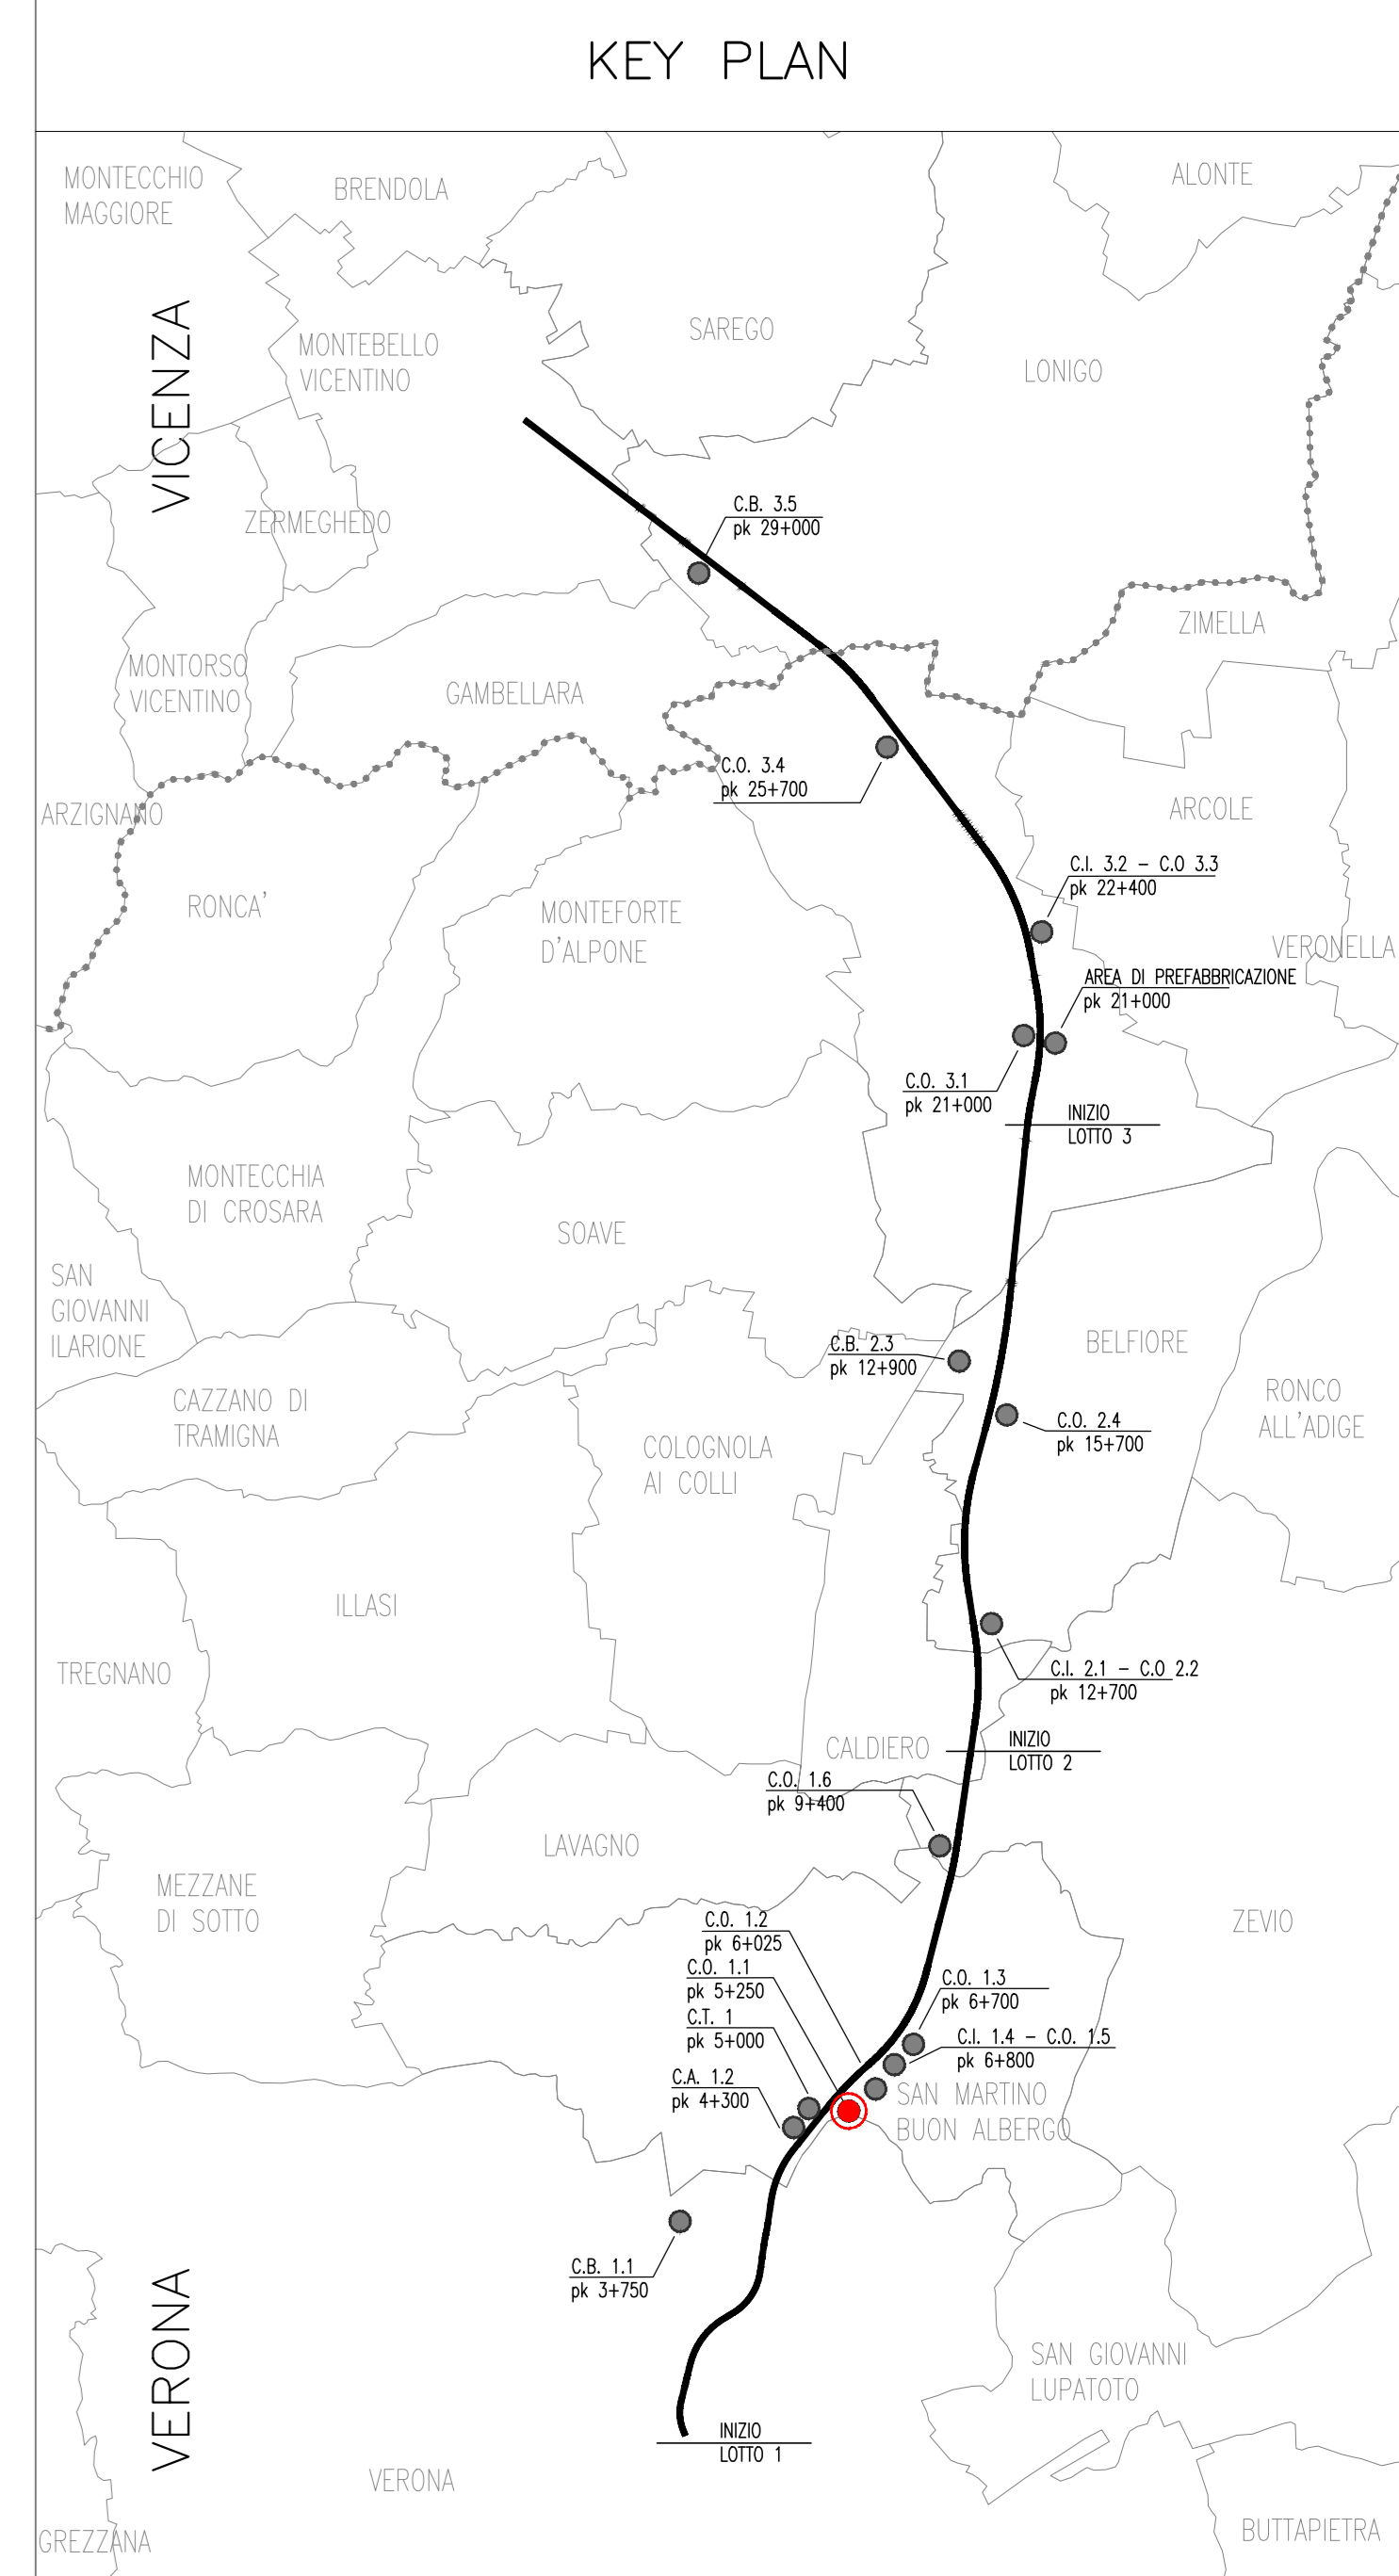 KEY PLAN
MONTECCHIO
MAGGIORE
BRENDOLA
ALONTE
VICENZA
MONTEBELLO
VICENTINO
SAREGO
LONIGO
C.B. 3.5
pk 29+000
ZERMEGHEDO
ZIMELLA
MONTORSO
VICENTINO
GAMBELLARA
C.O. 3.4
pk 25+700
ARZIGNANO
ARCOLE
C.I. 3.2 - C.O 3.3
pk 22+400
RONCA'
MONTEFORTE
D'ALPONE
VERONELLA
AREA DI PREFABBRICAZIONE
pk 21+000
C.O. 3.1
pk 21+000
INIZIO
LOTTO 3
MONTECCHIA
DI CROSARA
SOAVE
SAN
GIOVANNI
ILARIONE
C.B. 2.3
pk 12+900
BELFIORE
CAZZANO DI
TRAMIGNA
RONCO
ALL'ADIGE
C.O. 2.4
pk 15+700
COLOGNOLA
AI COLLI
ILLASI
TREGNANO
C.I. 2.1 - C.O 2.2
pk 12+700
CALDIERO
INIZIO
LOTTO 2
C.O. 1.6
pk 9+400
LAVAGNO
MEZZANE
DI SOTTO
ZEVIO
C.O. 1.2
pk 6+025
C.O. 1.1
pk 5+250
C.O. 1.3
pk 6+700
C.T. 1
pk 5+000
C.I. 1.4 - C.O. 1.5
pk 6+800
C.A. 1.2
pk 4+300
SAN MARTINO
BUON ALBERGO
C.B. 1.1
pk 3+750
VERONA
SAN GIOVANNI
LUPATOTO
INIZIO
LOTTO 1
VERONA
GREZZANA
BUTTAPIETRA